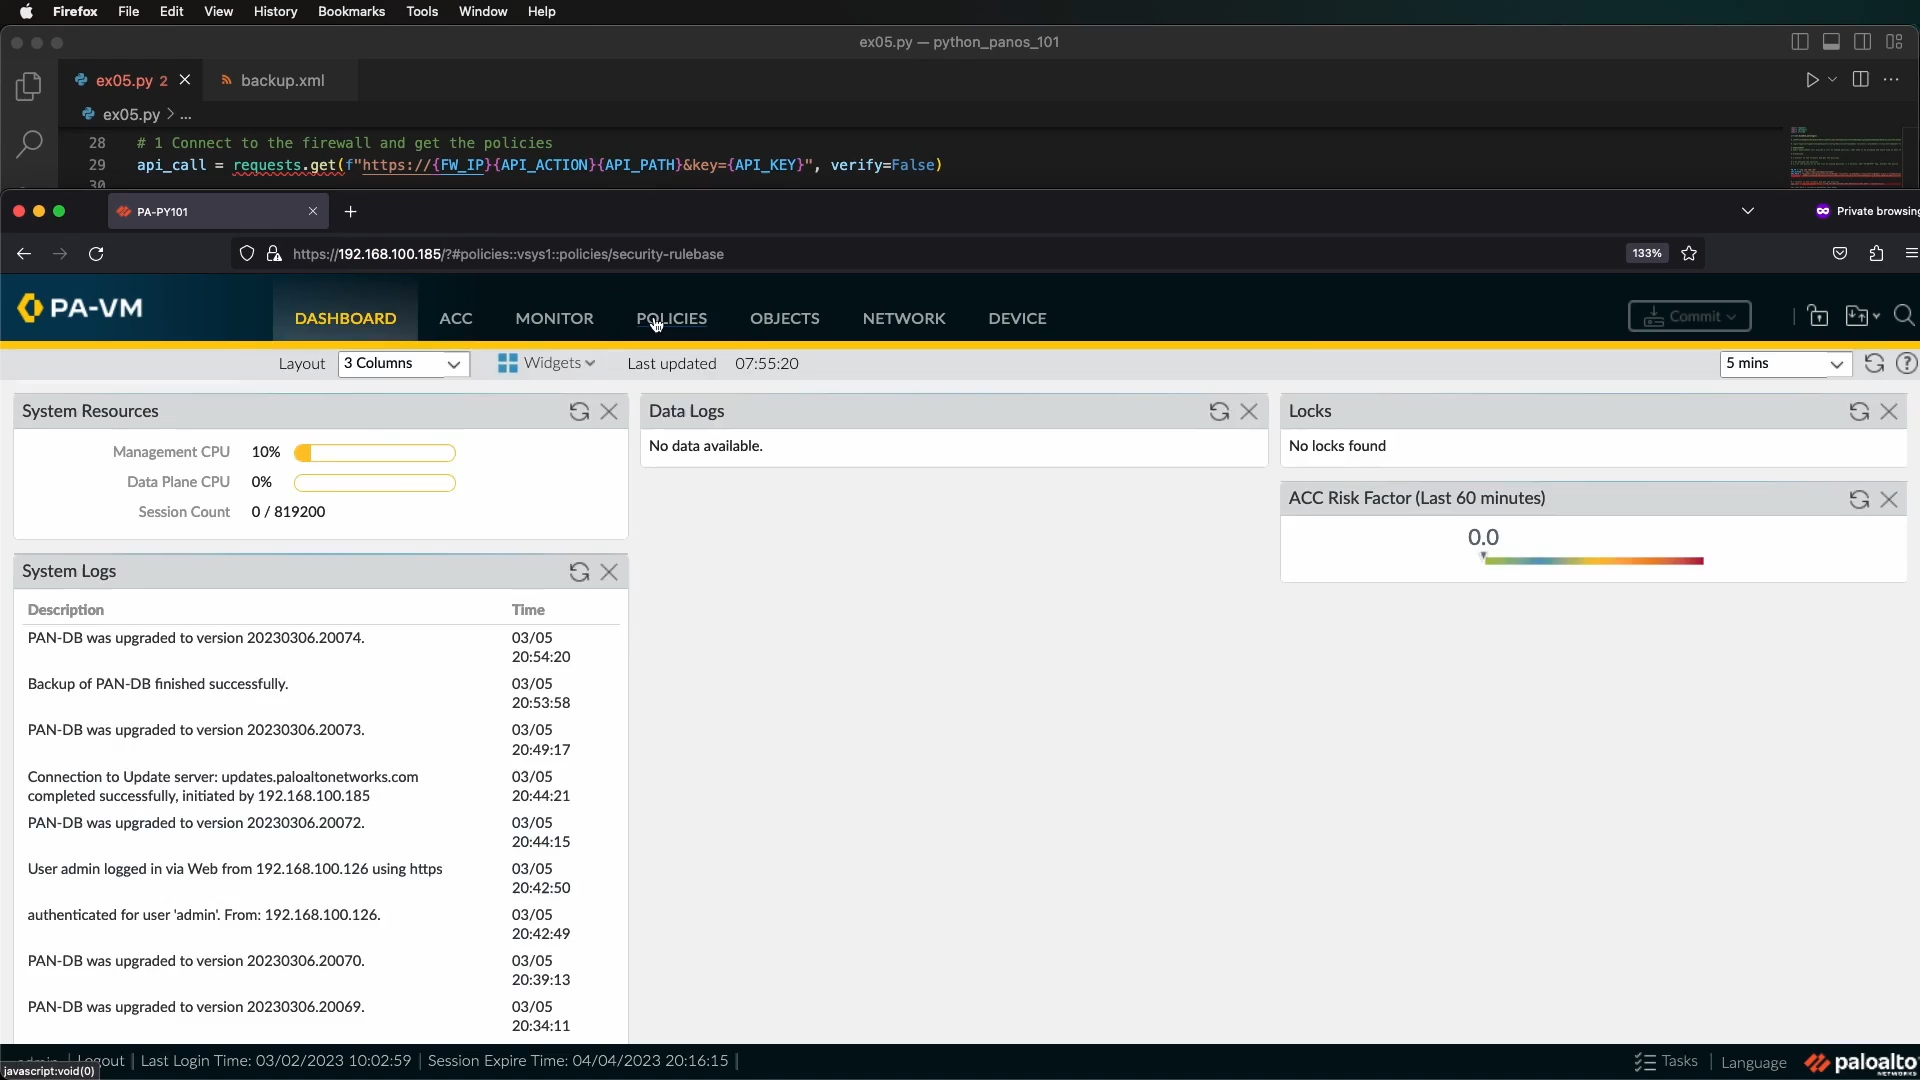 Firefox File Edit View History Bookmarks Tools Window Help
ex05.py — python_panos_101
ex05.py 2
backup.xml
ex05.py > ...
28 # 1 Connect to the firewall and get the policies
29 api_call = requests.get(f"https://{FW_IP}{API_ACTION}{API_PATH}&key={API_KEY}", verify=False)
30
PA-PY101
Private browsing
https://192.168.100.185/?#policies::vsys1::policies/security-rulebase
133%
PA-VM
DASHBOARD ACC MONITOR POLICIES OBJECTS NETWORK DEVICE
Commit
Layout 3 Columns Widgets Last updated 07:55:20
5 mins
System Resources
Management CPU 10%
Data Plane CPU 0%
Session Count 0 / 819200
System Logs
Description Time
PAN-DB was upgraded to version 20230306.20074. 03/05
20:54:20
Backup of PAN-DB finished successfully. 03/05
20:53:58
PAN-DB was upgraded to version 20230306.20073. 03/05
20:49:17
Connection to Update server: updates.paloaltonetworks.com 03/05
completed successfully, initiated by 192.168.100.185 20:44:21
PAN-DB was upgraded to version 20230306.20072. 03/05
20:44:15
User admin logged in via Web from 192.168.100.126 using https 03/05
20:42:50
authenticated for user 'admin'. From: 192.168.100.126. 03/05
20:42:49
PAN-DB was upgraded to version 20230306.20070. 03/05
20:39:13
PAN-DB was upgraded to version 20230306.20069. 03/05
20:34:11
Data Logs
No data available.
Locks
No locks found
ACC Risk Factor (Last 60 minutes)
0.0
Logout | Last Login Time: 03/02/2023 10:02:59 | Session Expire Time: 04/04/2023 20:16:15 |
javascript:void(0)
Tasks | Language
paloalto
NETWORKS